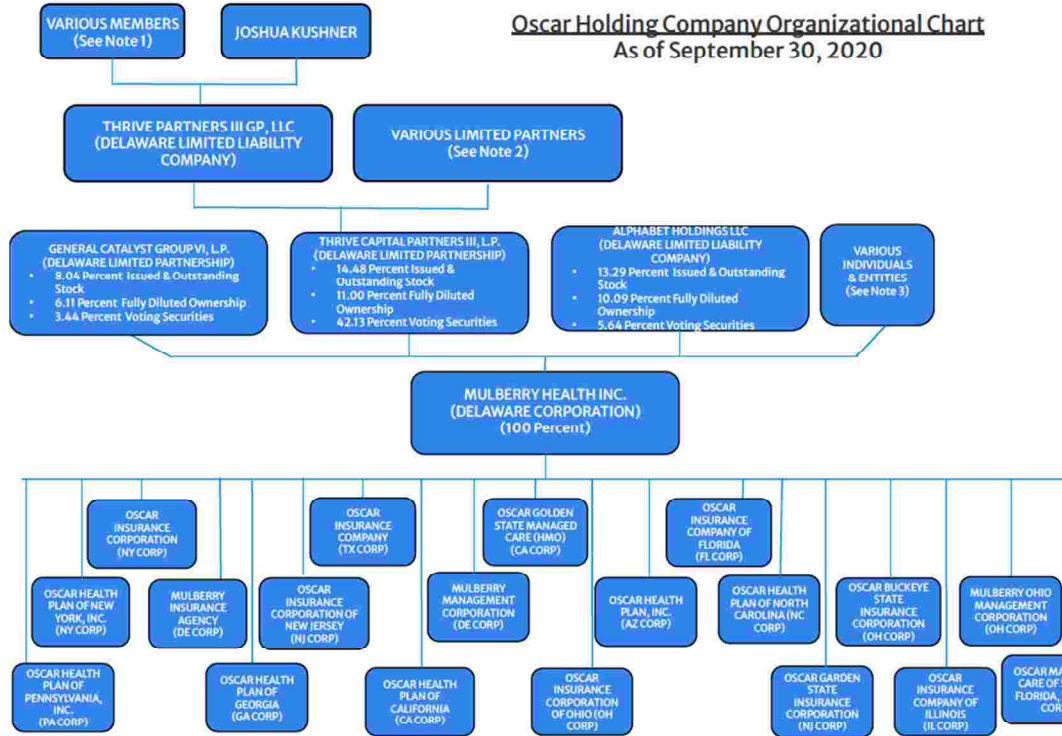 Oscar Holding Company Organizational Chart
As of September 30, 2020
VARIOUS MEMBERS
(See Note 1)
JOSHUA KUSHNER
THRIVE PARTNERS III GP, LLC
(DELAWARE LIMITED LIABILITY
COMPANY)
VARIOUS LIMITED PARTNERS
(See Note 2)
GENERAL CATALYST GROUP VI, L.P.
(DELAWARE LIMITED PARTNERSHIP)
• 8.04 Percent Issued & Outstanding
Stock
• 6.11 Percent Fully Diluted Ownership
• 3.44 Percent Voting Securities
THRIVE CAPITAL PARTNERS III, L.P.
(DELAWARE LIMITED PARTNERSHIP)
• 14.48 Percent Issued &
Outstanding Stock
• 11.00 Percent Fully Diluted
Ownership
• 42.13 Percent Voting Securities
ALPHABET HOLDINGS LLC
(DELAWARE LIMITED LIABILITY
COMPANY)
• 13.29 Percent Issued & Outstanding
Stock
• 10.09 Percent Fully Diluted
Ownership
• 5.64 Percent Voting Securities
VARIOUS
INDIVIDUALS
& ENTITIES
(See Note 3)
MULBERRY HEALTH INC.
(DELAWARE CORPORATION)
(100 Percent)
OSCAR
INSURANCE
CORPORATION
(NY CORP)
OSCAR
INSURANCE
COMPANY
(TX CORP)
OSCAR GOLDEN
STATE MANAGED
CARE (HMO)
(CA CORP)
OSCAR
INSURANCE
COMPANY OF
FLORIDA
(FL CORP)
OSCAR HEALTH
PLAN OF NEW
YORK, INC.
(NY CORP)
MULBERRY
INSURANCE
AGENCY
(DE CORP)
OSCAR
INSURANCE
CORPORATION OF
NEW JERSEY
(NJ CORP)
MULBERRY
MANAGEMENT
CORPORATION
(DE CORP)
OSCAR HEALTH
PLAN, INC.
(AZ CORP)
OSCAR HEALTH
PLAN OF NORTH
CAROLINA (NC
CORP)
OSCAR BUCKEYE
STATE
INSURANCE
CORPORATION
(OH CORP)
MULBERRY OHIO
MANAGEMENT
CORPORATION
(OH CORP)
OSCAR HEALTH
PLAN OF
PENNSYLVANIA,
INC.
(PA CORP)
OSCAR HEALTH
PLAN OF
GEORGIA
(GA CORP)
OSCAR HEALTH
PLAN OF
CALIFORNIA
(CA CORP)
OSCAR
INSURANCE
CORPORATION
OF OHIO (OH
CORP)
OSCAR GARDEN
STATE
INSURANCE
CORPORATION
(NJ CORP)
OSCAR
INSURANCE
COMPANY OF
ILLINOIS
(IL CORP)
OSCAR
CARE OF
FLORIDA,